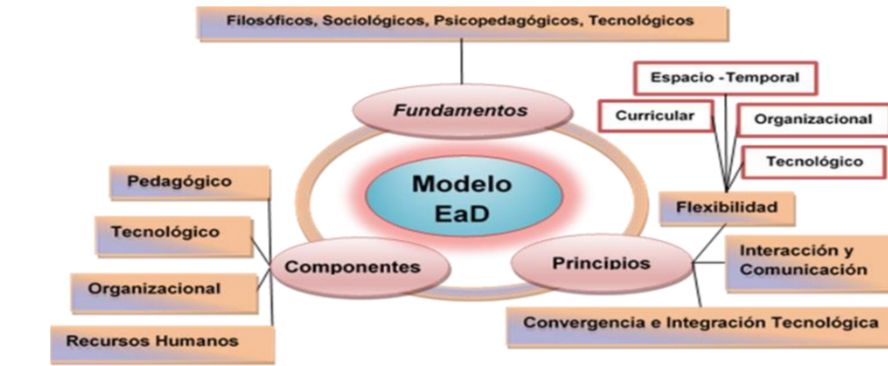 Filosóficos, Sociológicos, Psicopedagógicos, Tecnológicos
Espacio -Temporal
Fundamentos
Curricular
Organizacional
Tecnológico
Pedagógico
Modelo
EaD
Flexibilidad
Tecnológico
Componentes
Principios
Interacción y
Comunicación
Organizacional
Convergencia e Integración Tecnológica
Recursos Humanos